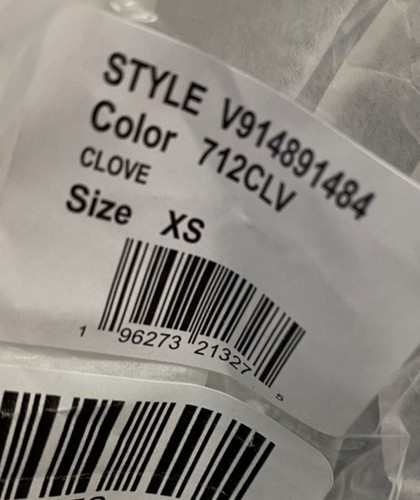 STYLE V914891484
Color 712CLV
CLOVE
Size XS
1 96273 21327 5